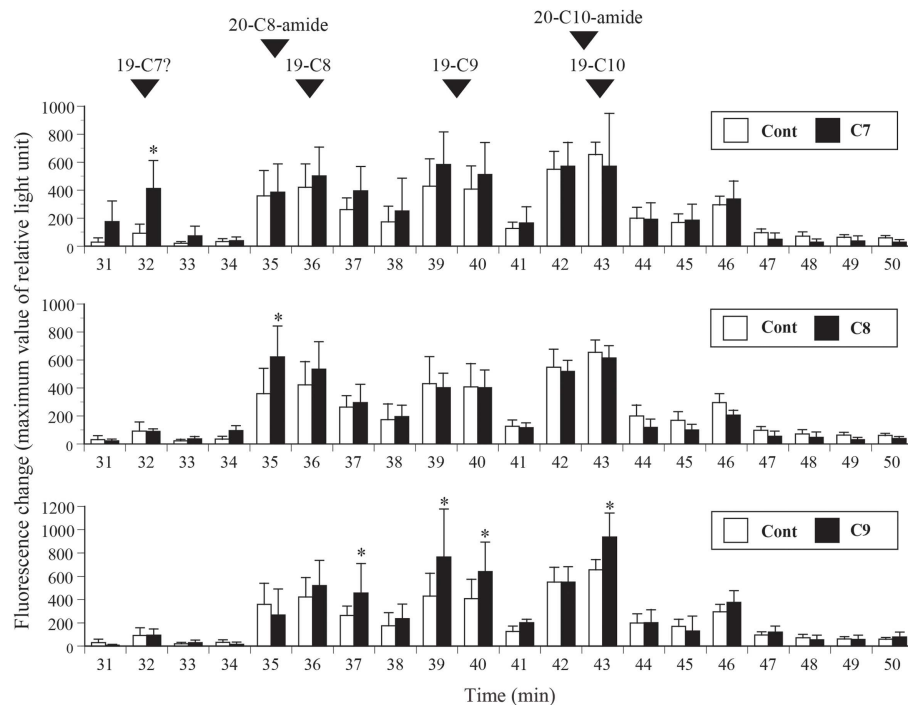 20-C8-amide 20-C10-amide
19-C7? 19-C8 19-C9 19-C10
Fluorescence change (maximum value of relative light unit)
1000
800
600
400
200
0
* 
Cont C7
31 32 33 34 35 36 37 38 39 40 41 42 43 44 45 46 47 48 49 50
1000
800
600
400
200
0
*
Cont C8
31 32 33 34 35 36 37 38 39 40 41 42 43 44 45 46 47 48 49 50
1200
1000
800
600
400
200
0
* * * *
Cont C9
31 32 33 34 35 36 37 38 39 40 41 42 43 44 45 46 47 48 49 50
Time (min)